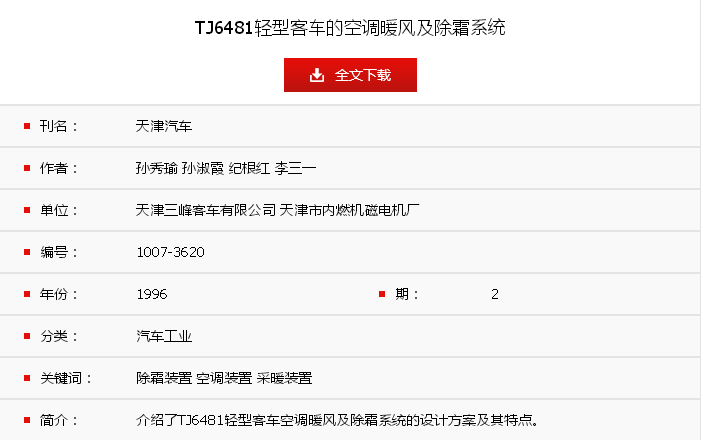 TJ6481轻型客车的空调暖风及除霜系统
全文下载
刊名： 天津汽车
作者： 孙秀瑜 孙淑霞 纪根红 李三一
单位： 天津三峰客车有限公司 天津市内燃机磁电机厂
编号： 1007-3620
年份： 1996 期： 2
分类： 汽车工业
关键词： 除霜装置 空调装置 采暖装置
简介： 介绍了TJ6481轻型客车空调暖风及除霜系统的设计方案及其特点。